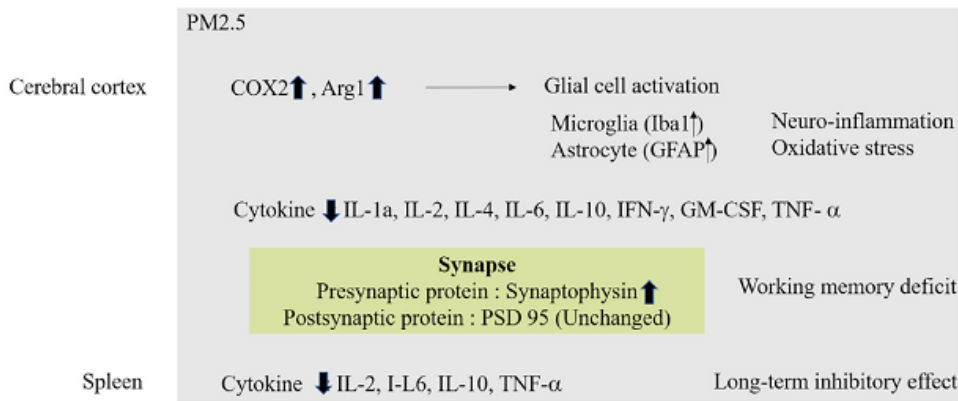 PM2.5
Cerebral cortex COX2 , Arg1 Glial cell activation
Microglia (Iba1 ) Neuro-inflammation
Astrocyte (GFAP ) Oxidative stress
Cytokine IL-1a, IL-2, IL-4, IL-6, IL-10, IFN-γ, GM-CSF, TNF- α
Synapse
Presynaptic protein : Synaptophysin
Working memory deficit
Postsynaptic protein : PSD 95 (Unchanged)
Spleen Cytokine IL-2, I-L6, IL-10, TNF-α Long-term inhibitory effect